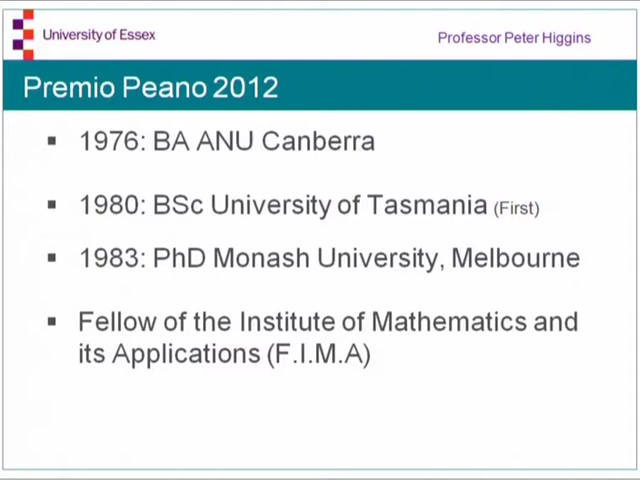 University of Essex
Professor Peter Higgins
Premio Peano 2012
1976: BA ANU Canberra
1980: BSc University of Tasmania (First)
1983: PhD Monash University, Melbourne
Fellow of the Institute of Mathematics and
its Applications (F.I.M.A)